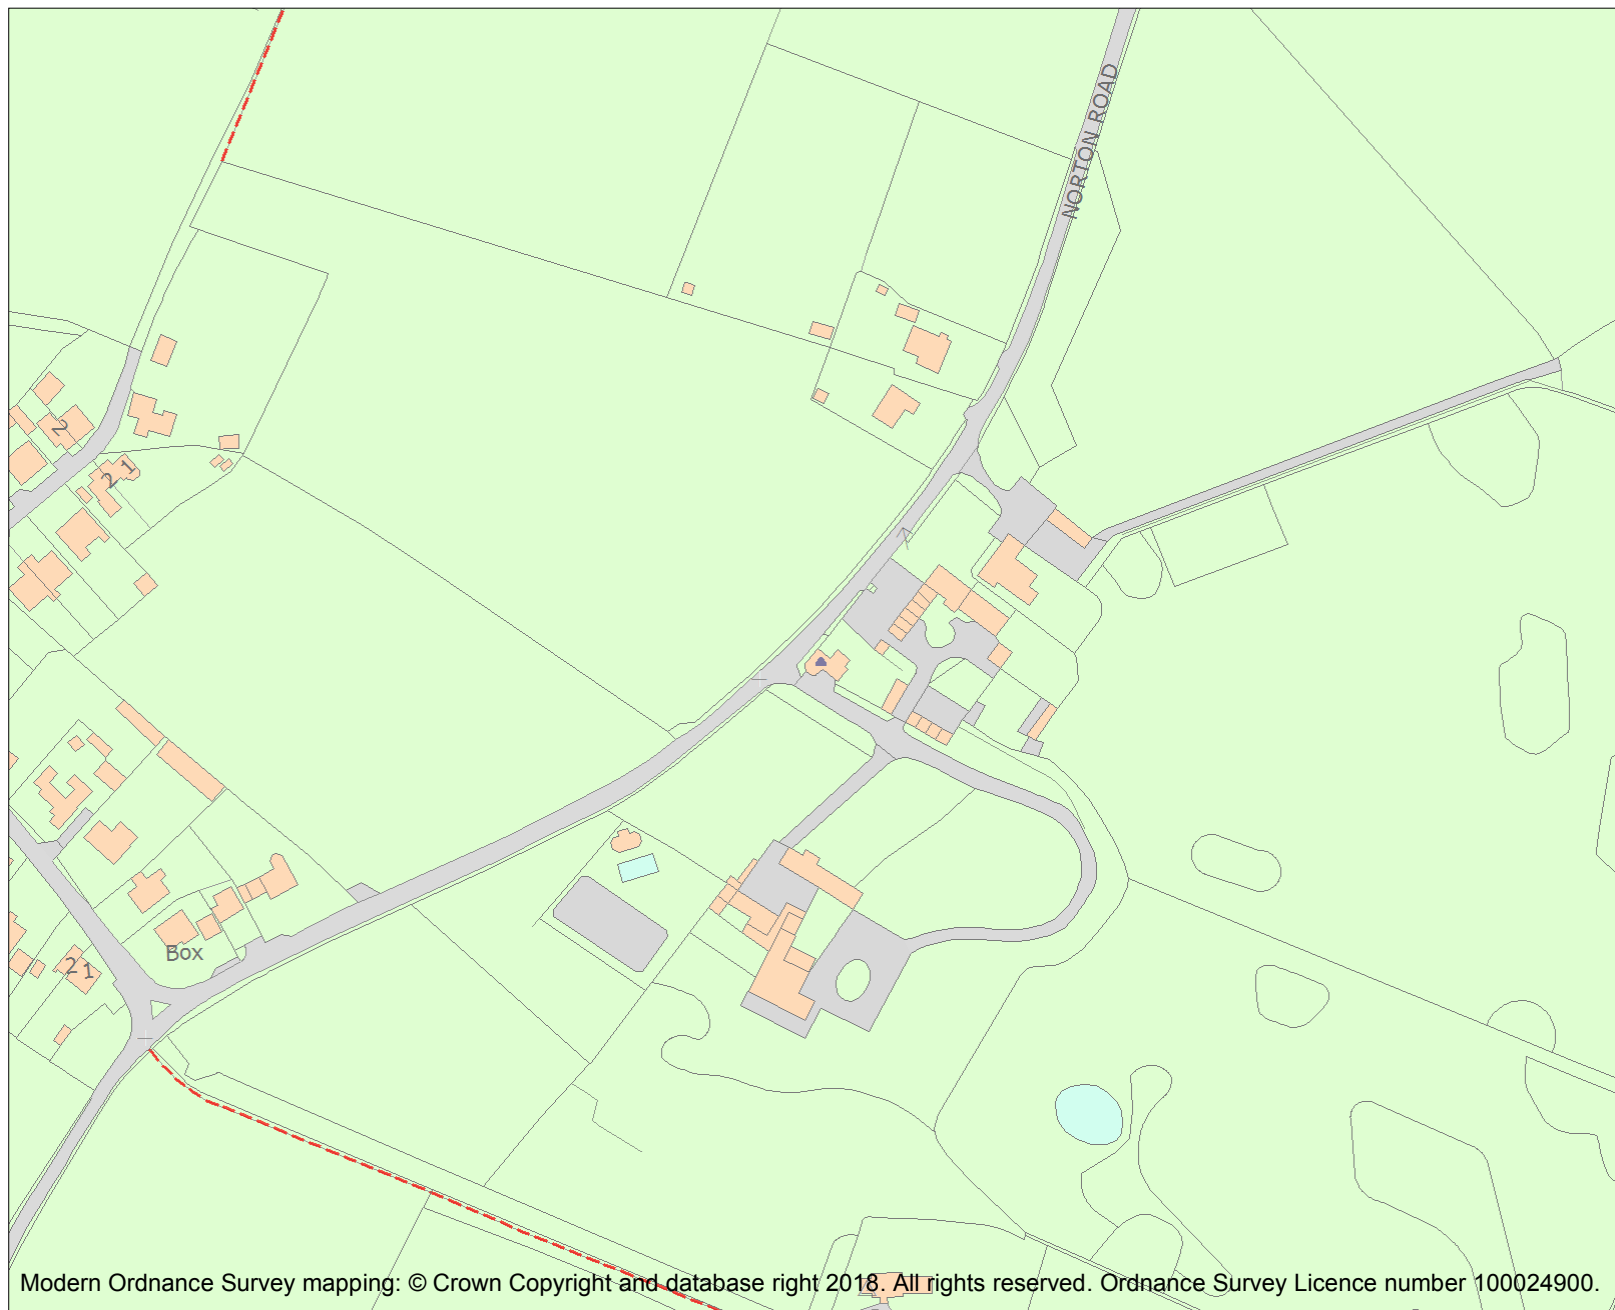 NORTON ROAD
2
2 1
Box
2 1
Modern Ordnance Survey mapping: © Crown Copyright and database right 2018. All rights reserved. Ordnance Survey Licence number 100024900.